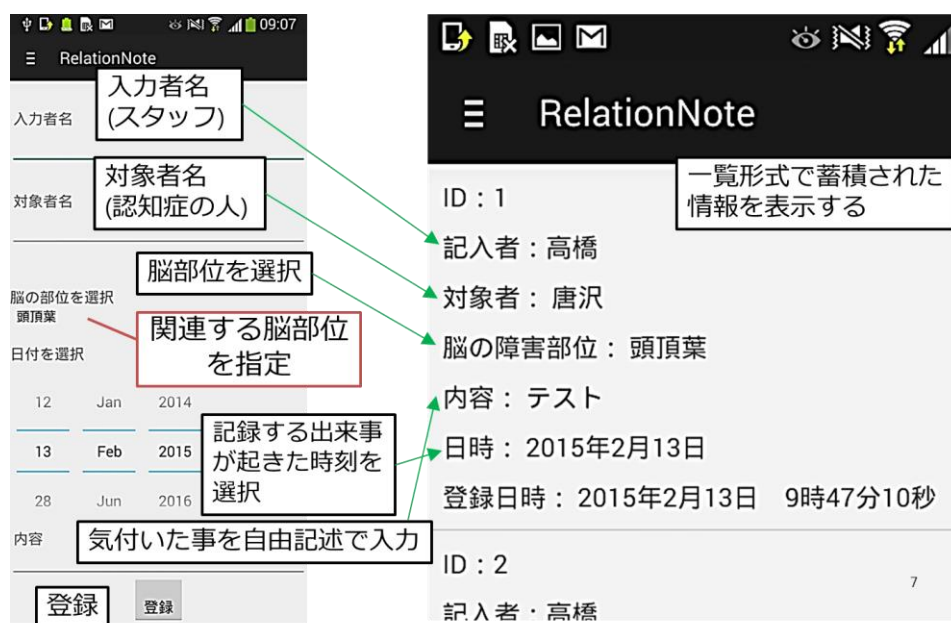 09:07
RelationNote
入力者名
入力者名
(スタッフ)
対象者名
対象者名
(認知症の人)
脳部位を選択
脳の部位を選択
頭頂葉
関連する脳部位
を指定
日付を選択
12 Jan 2014
13 Feb 2015
28 Jun 2016
記録する出来事
が起きた時刻を
選択
内容
気付いた事を自由記述で入力
登録
登録
RelationNote
一覧形式で蓄積された
情報を表示する
ID:1
記入者:高橋
対象者: 唐沢
脳の障害部位: 頭頂葉
内容: テスト
日時: 2015年2月13日
登録日時: 2015年2月13日 9時47分10秒
ID:2
記入者:高橋
7